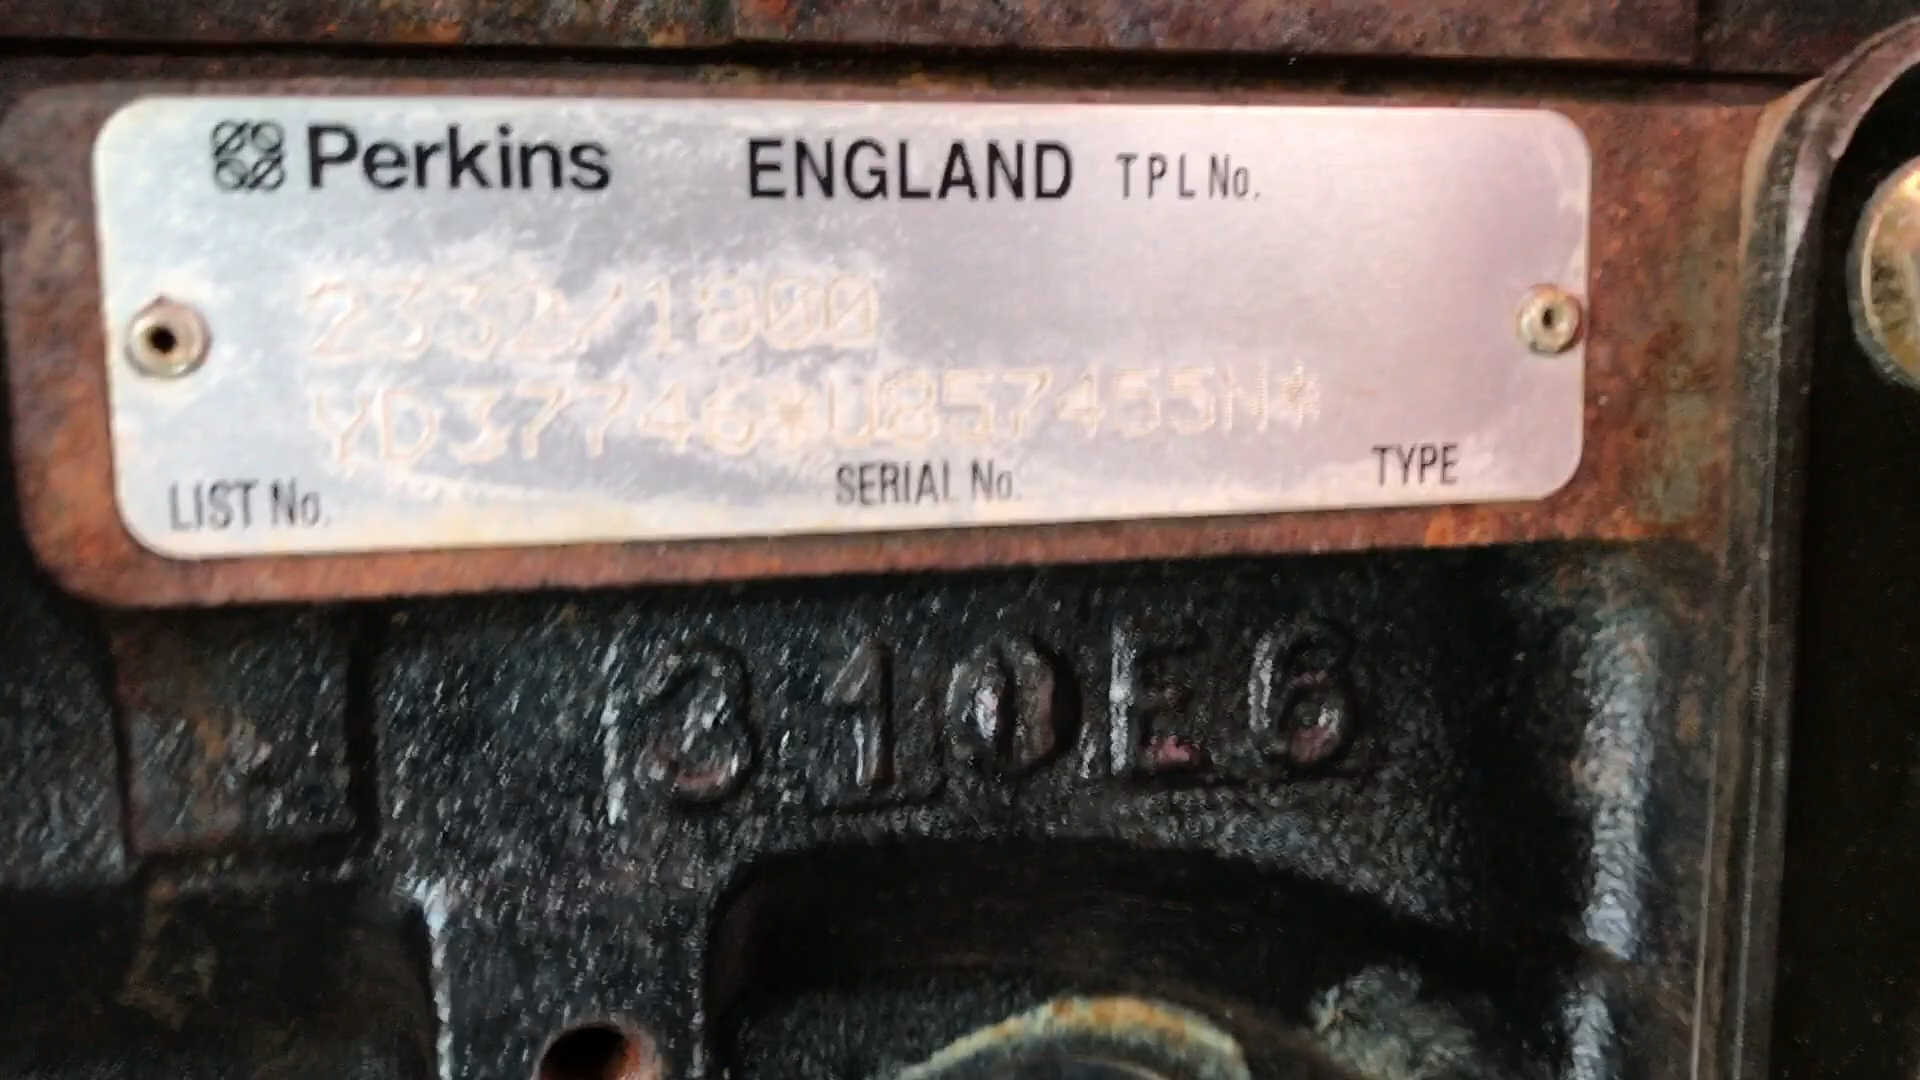 Perkins ENGLAND TPL No.
2332/1800
YD37746*U857455N*
LIST No. SERIAL No. TYPE
310E6